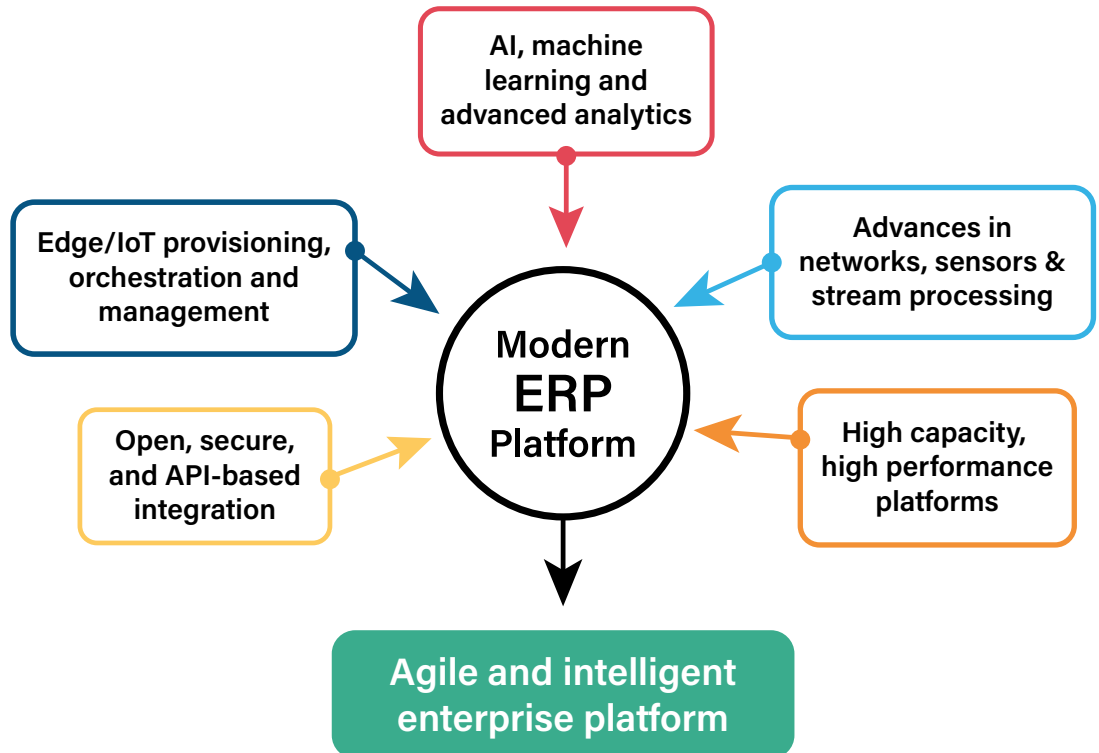 AI, machine
learning and
advanced analytics
Edge/IoT provisioning,
orchestration and
management
Advances in
networks, sensors &
stream processing
Modern
ERP
Platform
Open, secure,
and API-based
integration
High capacity,
high performance
platforms
Agile and intelligent
enterprise platform